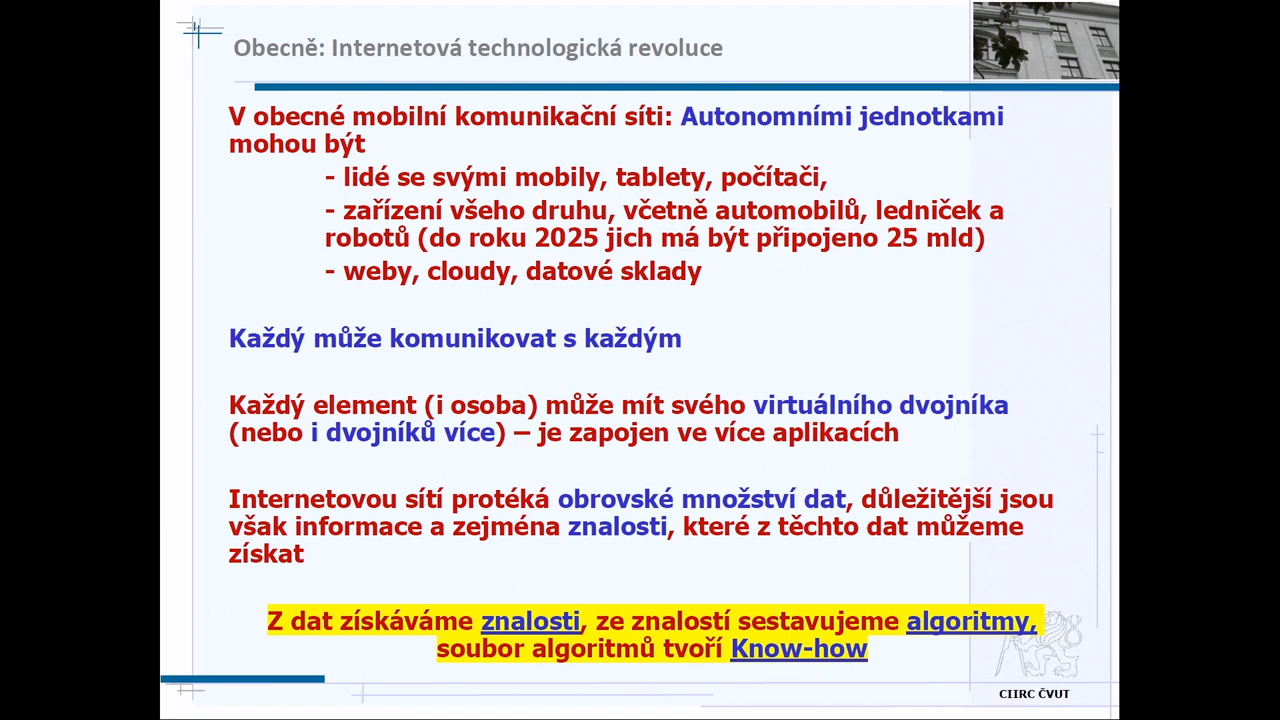 Obecně: Internetová technologická revoluce
V obecné mobilní komunikační síti: Autonomními jednotkami
mohou být
- lidé se svými mobily, tablety, počítači,
- zařízení všeho druhu, včetně automobilů, ledniček a
robotů (do roku 2025 jich má být připojeno 25 mld)
- weby, cloudy, datové sklady
Každý může komunikovat s každým
Každý element (i osoba) může mít svého virtuálního dvojníka
(nebo i dvojníků více) – je zapojen ve více aplikacích
Internetovou sítí protéká obrovské množství dat, důležitější jsou
však informace a zejména znalosti, které z těchto dat můžeme
získat
Z dat získáváme znalosti, ze znalostí sestavujeme algoritmy,
soubor algoritmů tvoří Know-how
CIIRC ČVUT